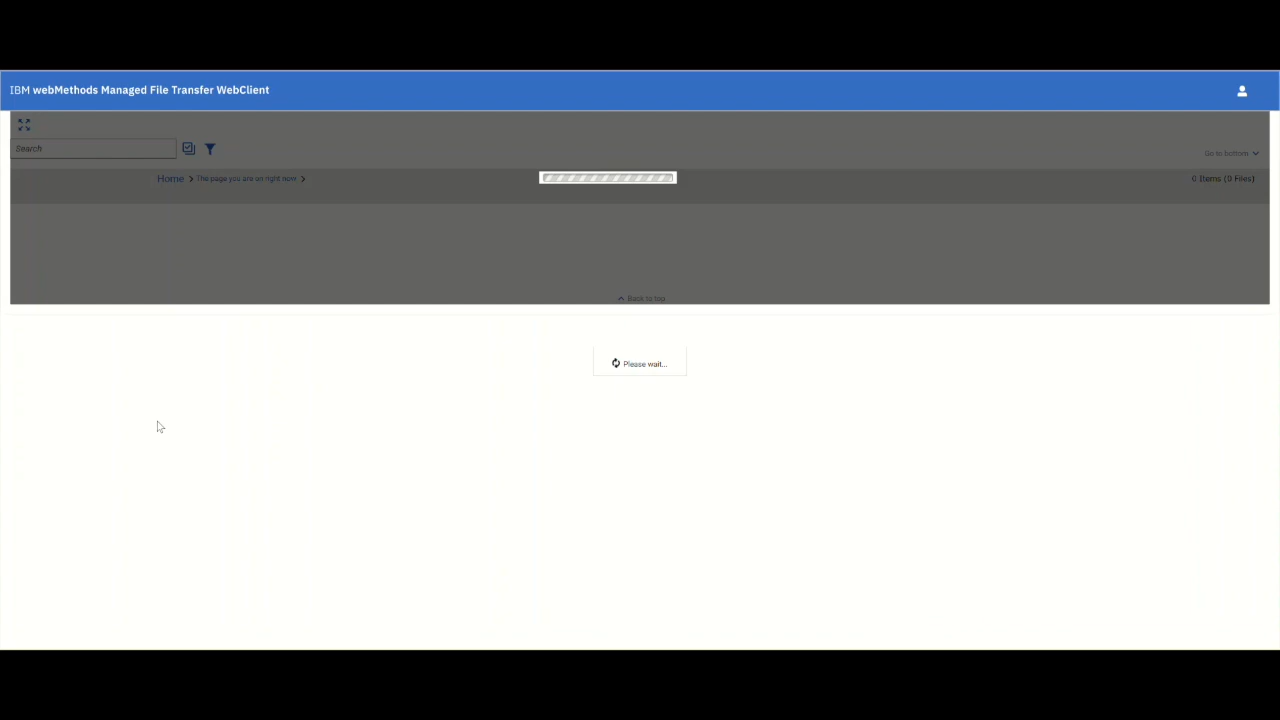 IBM webMethods Managed File Transfer WebClient
Search
Go to bottom
Home > The page you are on right now >
0 Items (0 Files)
Back to top
Please wait...